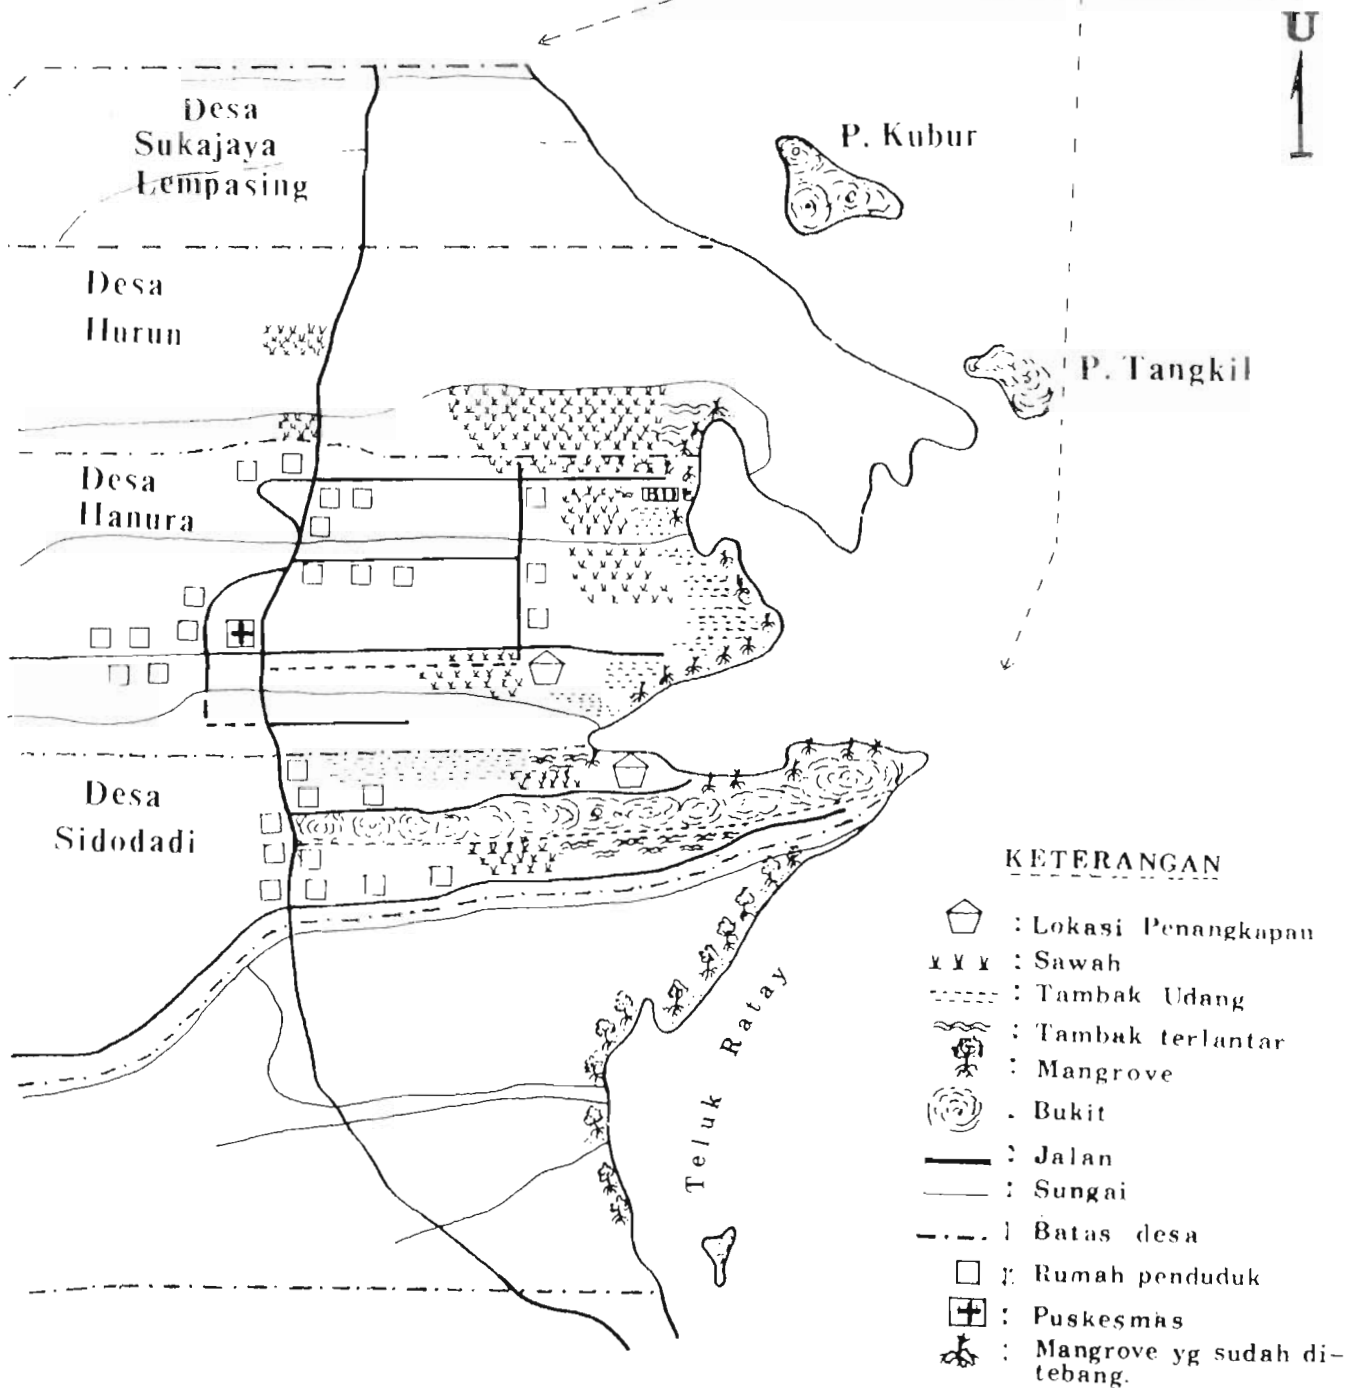 U
Desa
Sukajaya
Lempasing
P. Kubur
Desa
Hurun
P. Tangkil
Desa
Hanura
Desa
Sidodadi
Teluk Ratay
KETERANGAN
: Lokasi Penangkapan
: Sawah
: Tambak Udang
: Tambak terlantar
: Mangrove
. Bukit
: Jalan
: Sungai
: Batas desa
: Rumah penduduk
: Puskesmas
: Mangrove yg sudah di-
tebang.